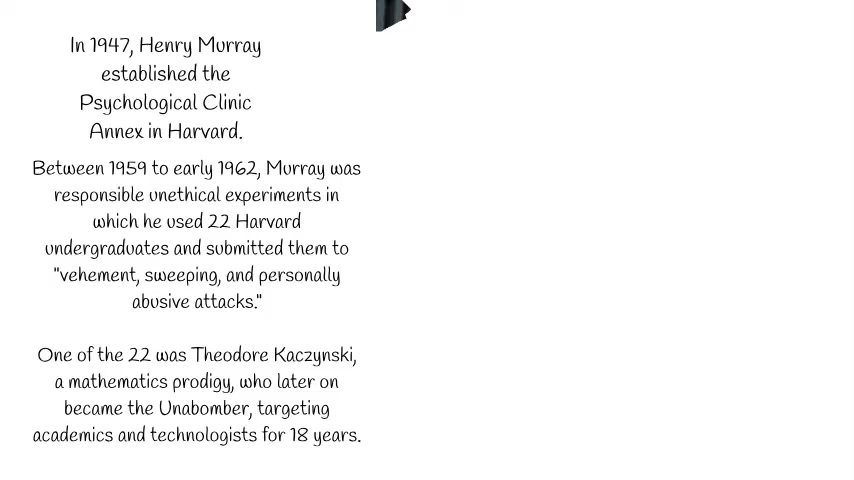 In 1947, Henry Murray
established the
Psychological Clinic
Annex in Harvard.
Between 1959 to early 1962, Murray was
responsible unethical experiments in
which he used 22 Harvard
undergraduates and submitted them to
"vehement, sweeping, and personally
abusive attacks."
One of the 22 was Theodore Kaczynski,
a mathematics prodigy, who later on
became the Unabomber, targeting
academics and technologists for 18 years.